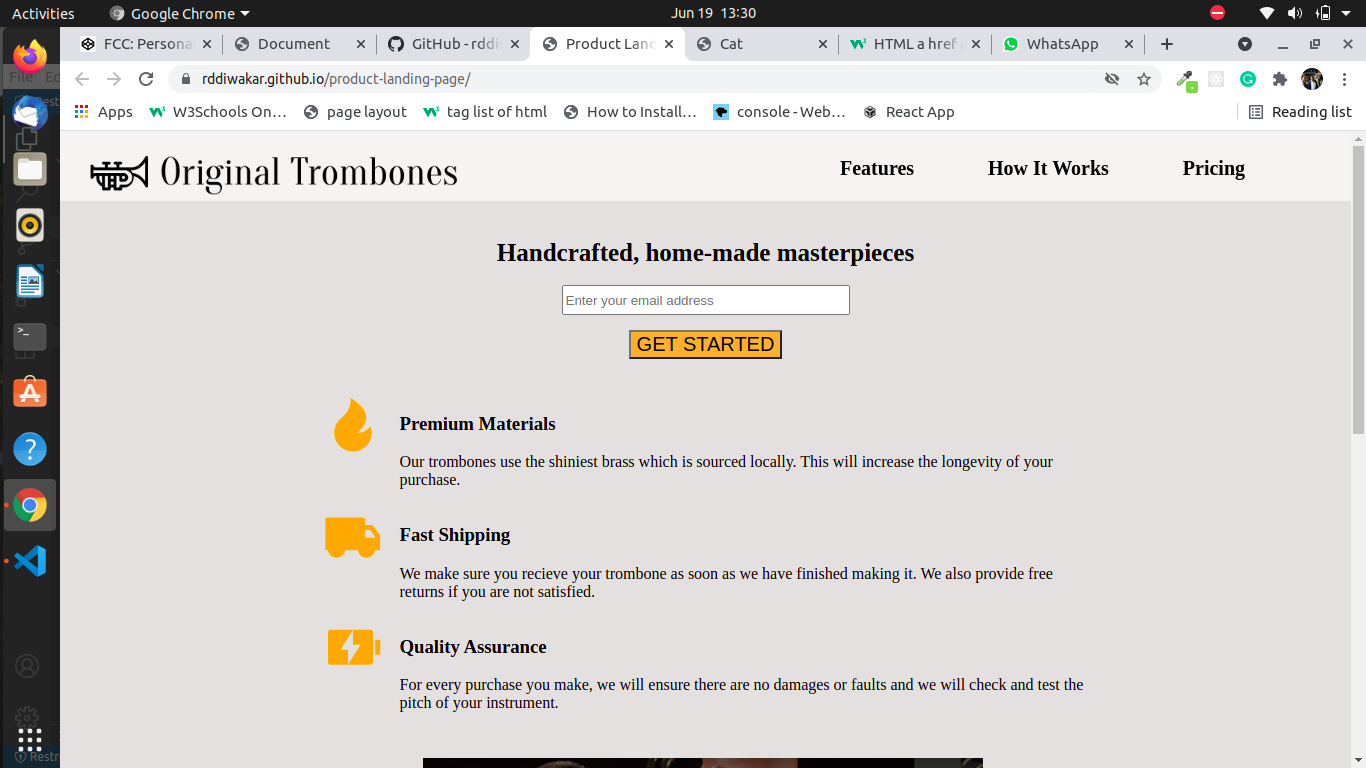 Activities
Google Chrome
Jun 19 13:30
FCC: Persona
Document
GitHub - rddi
Product Land
Cat
HTML a href
WhatsApp
rddiwakar.github.io/product-landing-page/
Apps
W3Schools On…
page layout
tag list of html
How to Install…
console - Web…
React App
Reading list
File
Original Trombones
Features
How It Works
Pricing
Handcrafted, home-made masterpieces
Enter your email address
GET STARTED
Premium Materials
Our trombones use the shiniest brass which is sourced locally. This will increase the longevity of your
purchase.
Fast Shipping
We make sure you recieve your trombone as soon as we have finished making it. We also provide free
returns if you are not satisfied.
Quality Assurance
For every purchase you make, we will ensure there are no damages or faults and we will check and test the
pitch of your instrument.
Restr